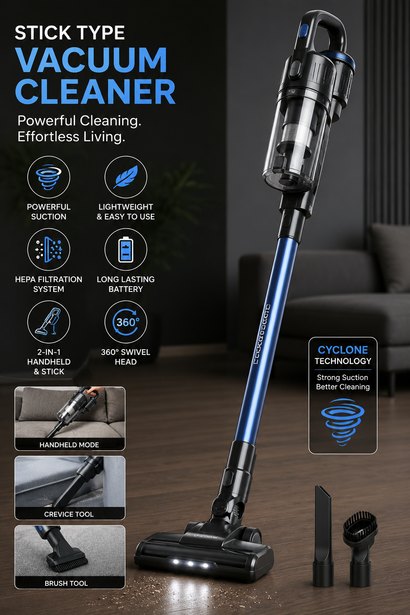 STICK TYPE
VACUUM
CLEANER
Powerful Cleaning.
Effortless Living.
POWERFUL
SUCTION
LIGHTWEIGHT
& EASY TO USE
HEPA FILTRATION
SYSTEM
LONG LASTING
BATTERY
2-IN-1
HANDHELD
& STICK
360°
360° SWIVEL
HEAD
CYCLONE
TECHNOLOGY
Strong Suction
Better Cleaning
HANDHELD MODE
CREVICE TOOL
BRUSH TOOL